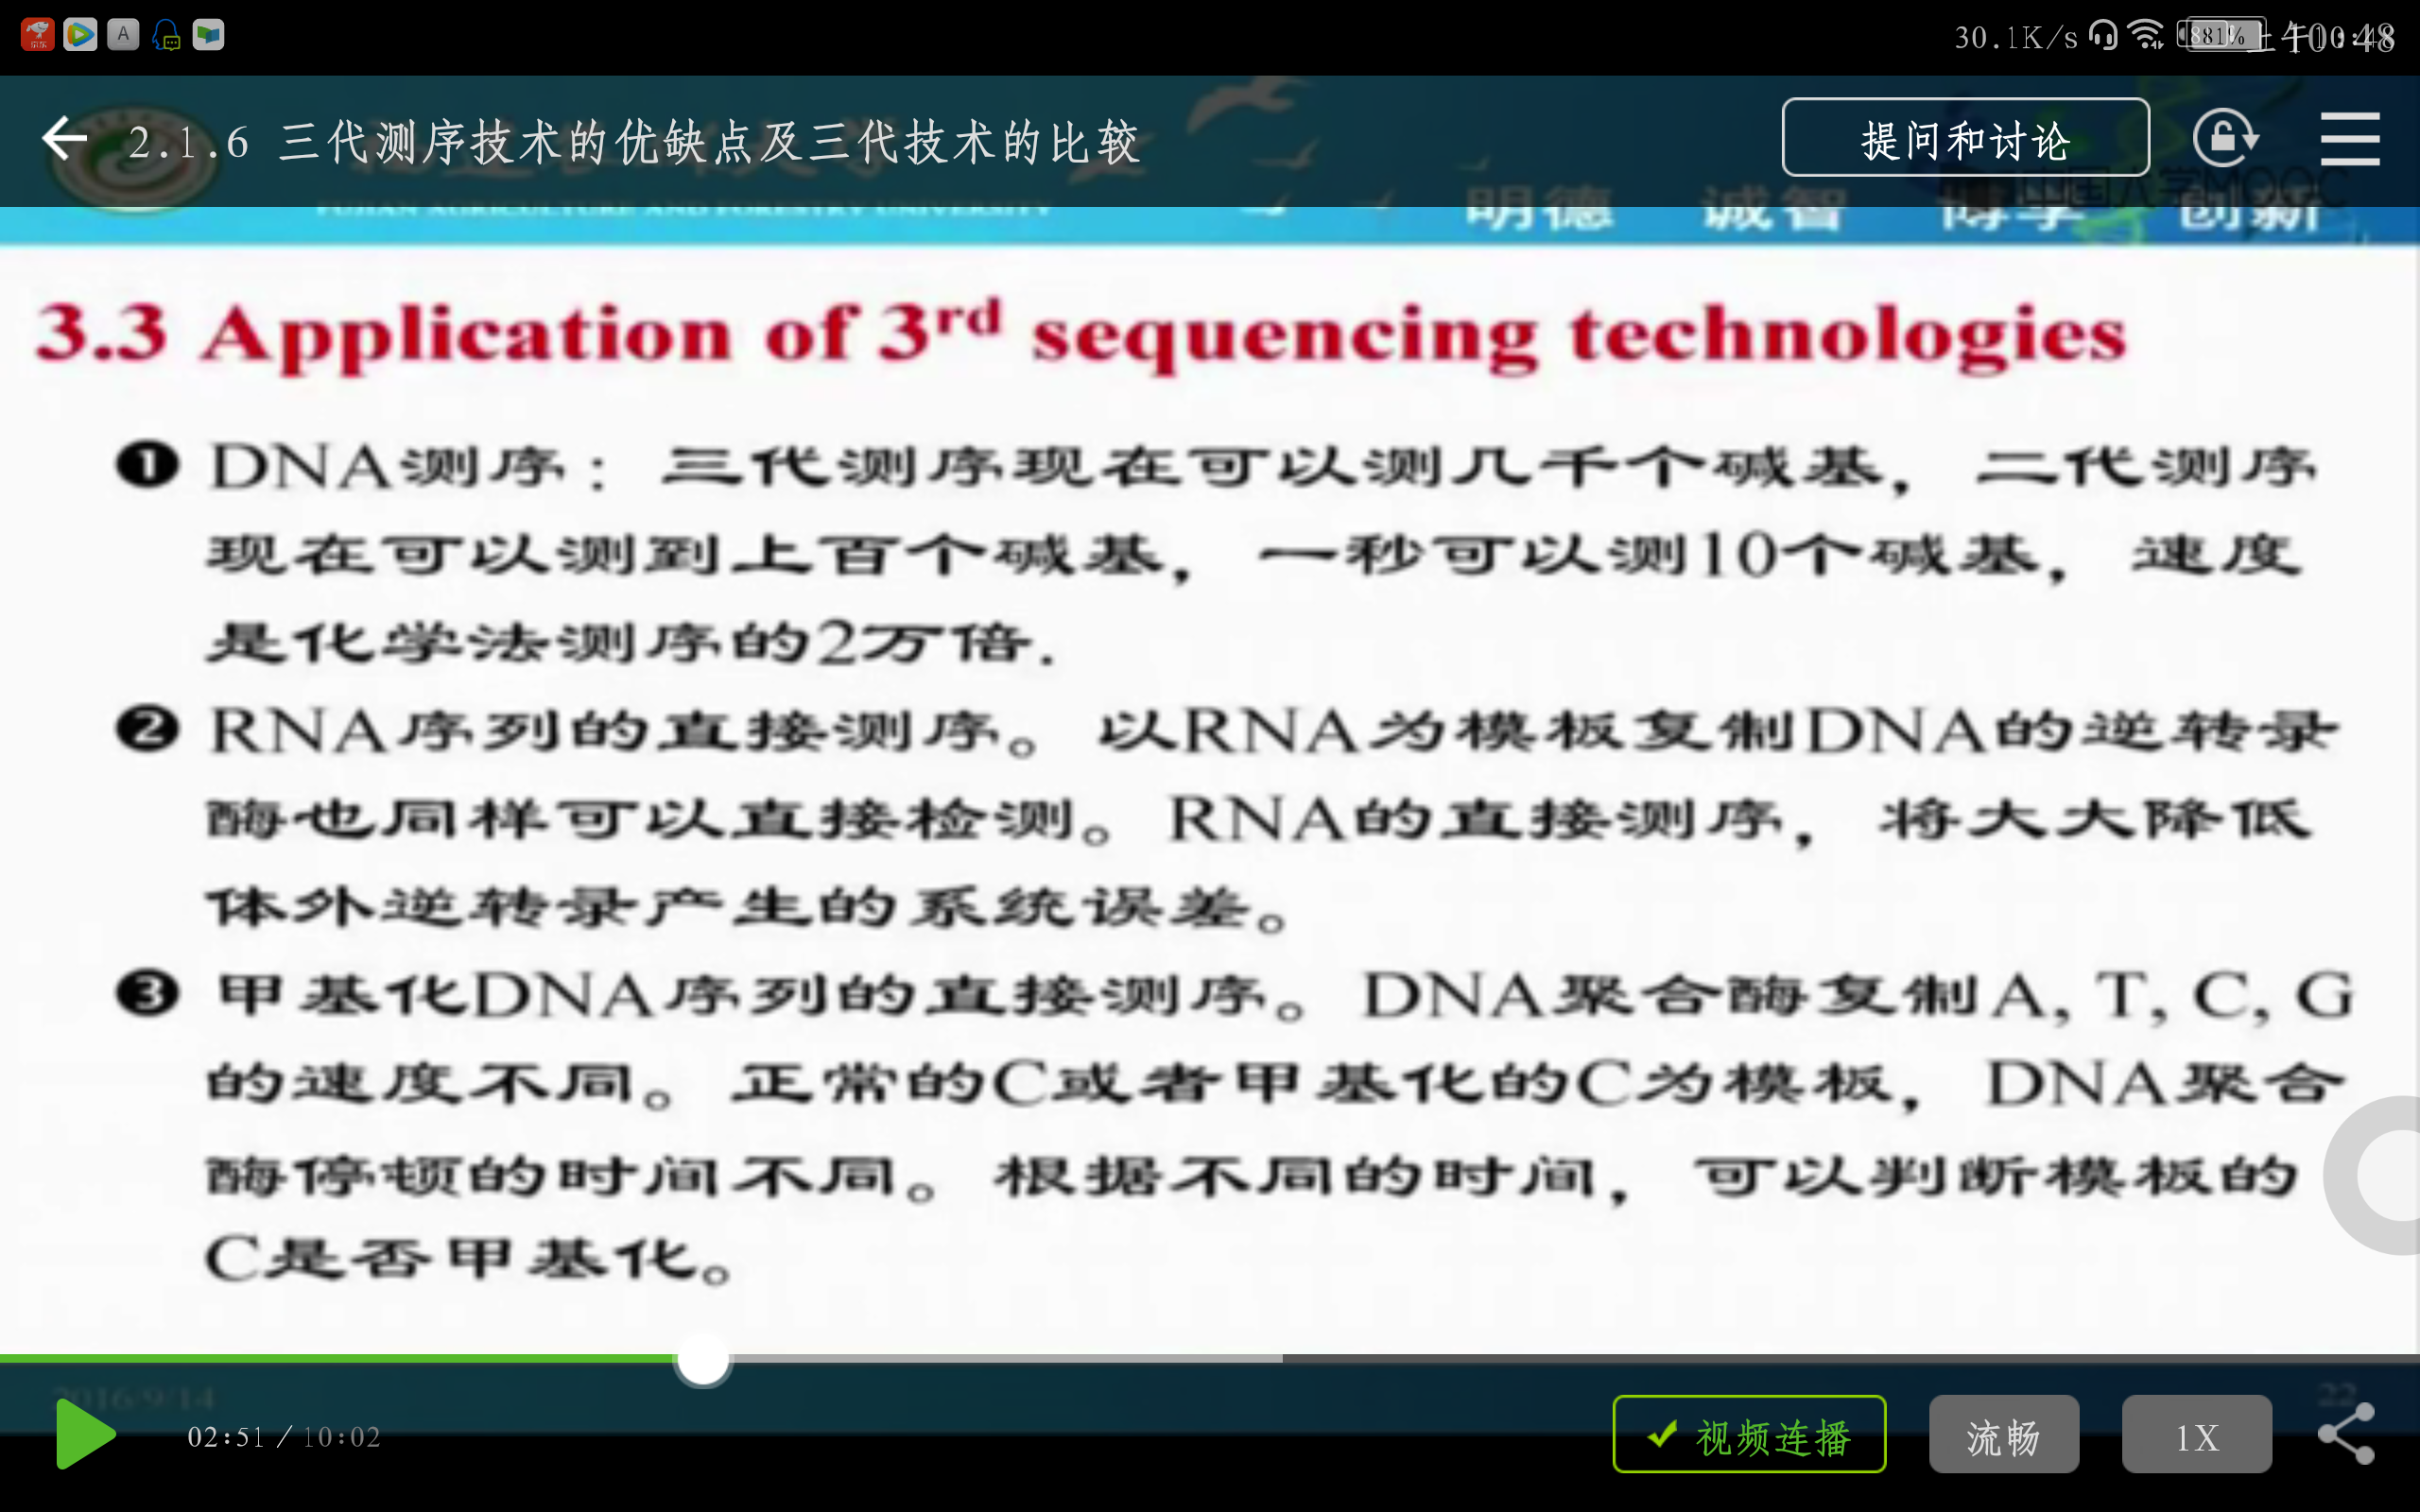 30.1K/s
2.1.6 三代测序技术的优缺点及三代技术的比较
提问和讨论
FUJIAN AGRICULTURE AND FORESTRY UNIVERSITY
明德 诚智 博学 创新
3.3 Application of 3rd sequencing technologies
❶ DNA测序：三代测序现在可以测几千个碱基，二代测序
现在可以测到上百个碱基，一秒可以测10个碱基，速度
是化学法测序的2万倍.
❷ RNA序列的直接测序。以RNA为模板复制DNA的逆转录
酶也同样可以直接检测。RNA的直接测序，将大大降低
体外逆转录产生的系统误差。
❸ 甲基化DNA序列的直接测序。DNA聚合酶复制A, T, C, G
的速度不同。正常的C或者甲基化的C为模板，DNA聚合
酶停顿的时间不同。根据不同的时间，可以判断模板的
C是否甲基化。
2016/9/14
22
02:51 / 10:02
视频连播
流畅
1X